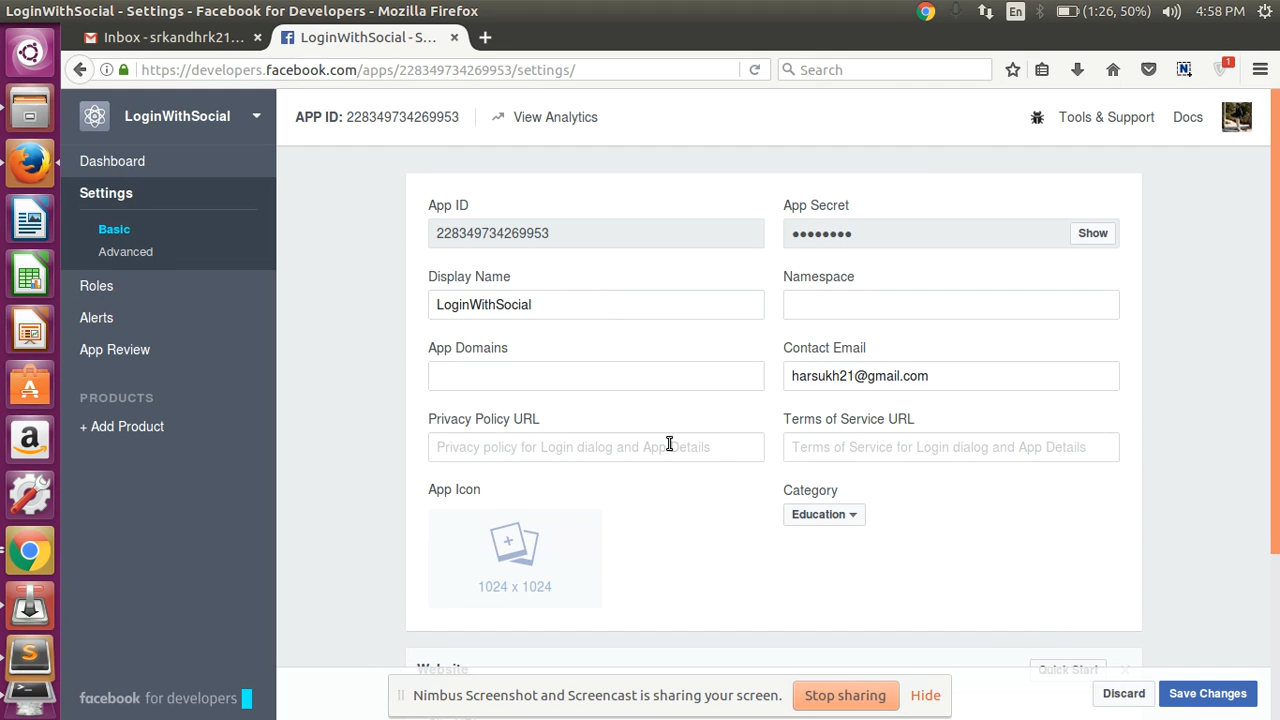 LoginWithSocial - Settings - Facebook for Developers - Mozilla Firefox
En (1:26, 50%) 4:58 PM
Inbox - srkandhrk21... × LoginWithSocial - S... ×
https://developers.facebook.com/apps/228349734269953/settings/
Search
1
LoginWithSocial
APP ID: 228349734269953
View Analytics
Tools & Support
Docs
Dashboard
Settings
Basic
Advanced
Roles
Alerts
App Review
PRODUCTS
+ Add Product
facebook for developers
App ID
228349734269953
App Secret
●●●●●●●●
Show
Display Name
LoginWithSocial
Namespace
App Domains
Contact Email
harsukh21@gmail.com
Privacy Policy URL
Privacy policy for Login dialog and App Details
Terms of Service URL
Terms of Service for Login dialog and App Details
App Icon
1024 x 1024
Category
Education
Website
Quick Start
Nimbus Screenshot and Screencast is sharing your screen.
Stop sharing
Hide
Discard
Save Changes